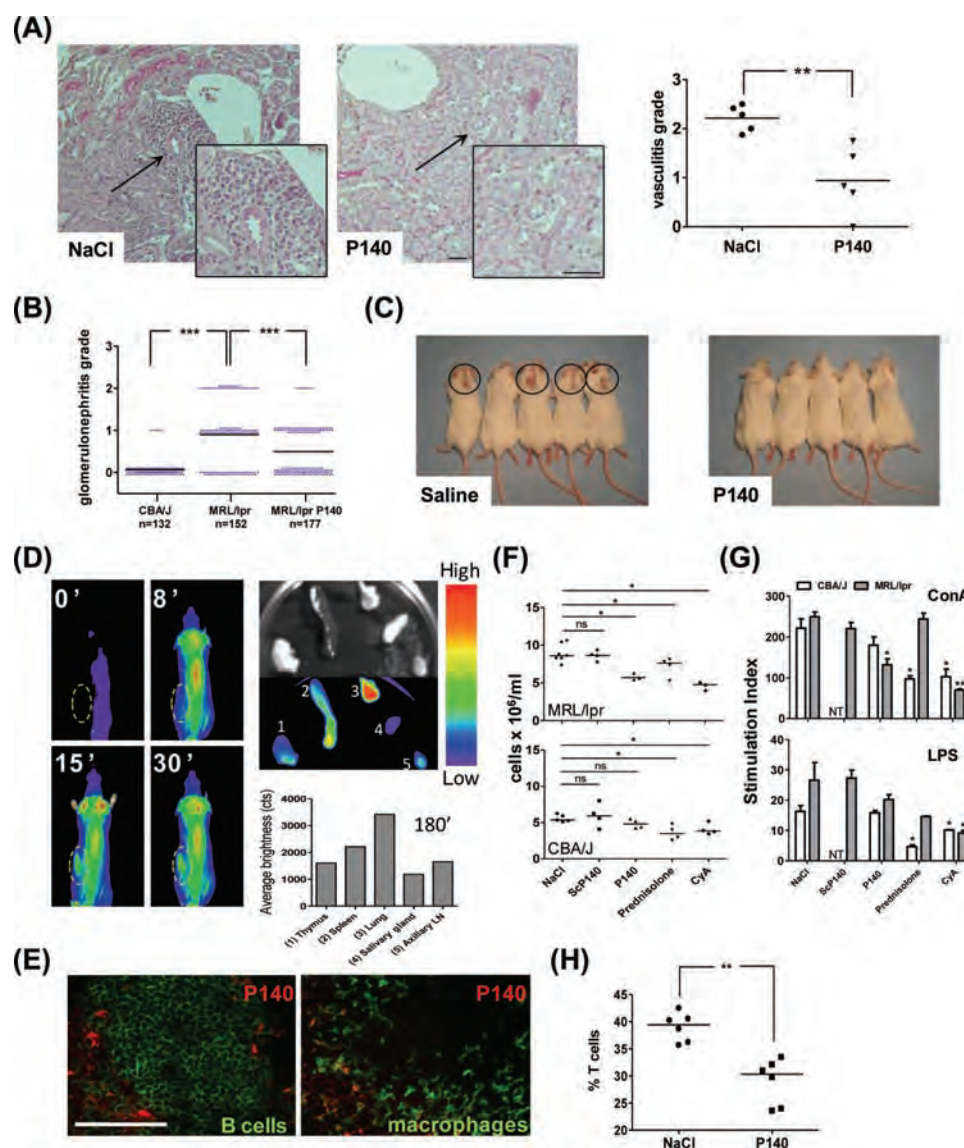 (A)
NaCl
P140
vasculitis grade
3
2
1
0
**
NaCl
P140
(B)
glomerulonephritis grade
3
2
1
0
***
***
CBA/J
n=132
MRL/lpr
n=152
MRL/lpr P140
n=177
(C)
Saline
P140
(D)
0’
8’
15’
30’
1
2
3
4
5
High
Low
Average brightness (cts)
4000
3000
2000
1000
0
180’
(1) Thymus
(2) Spleen
(3) Lung
(4) Salivary gland
(5) Axillary LN
(E)
P140
B cells
P140
macrophages
(F)
cells x 10⁶/ml
15
10
5
0
*
*
*
ns
MRL/lpr
15
10
5
0
*
*
ns
ns
CBA/J
NaCl
ScP140
P140
Prednisolone
CyA
(G)
CBA/J
MRL/lpr
ConA
Stimulation Index
300
200
100
0
NT
*
*
*
**
LPS
40
30
20
10
0
NT
*
*
*
NaCl
ScP140
P140
Prednisolone
CyA
(H)
% T cells
45
40
35
30
25
20
**
NaCl
P140